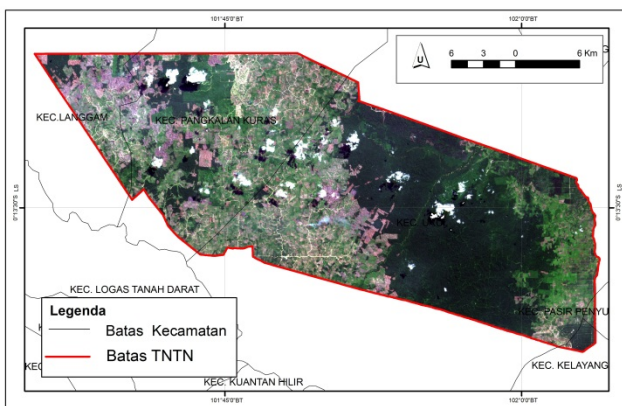 101°45'0"BT
102°0'0"BT
6 3 0 6 Km
U
KEC.LANGGAM
KEC. PANGKALAN KURAS
0°13'30" LS
0°13'30" LS
KEC. LOGAS TANAH DARAT
KEC. PASIR PENYU
Legenda
Batas Kecamatan
Batas TNTN
KEC. KELAYANG
KEC. KUANTAN HILIR
101°45'0"BT
102°0'0"BT